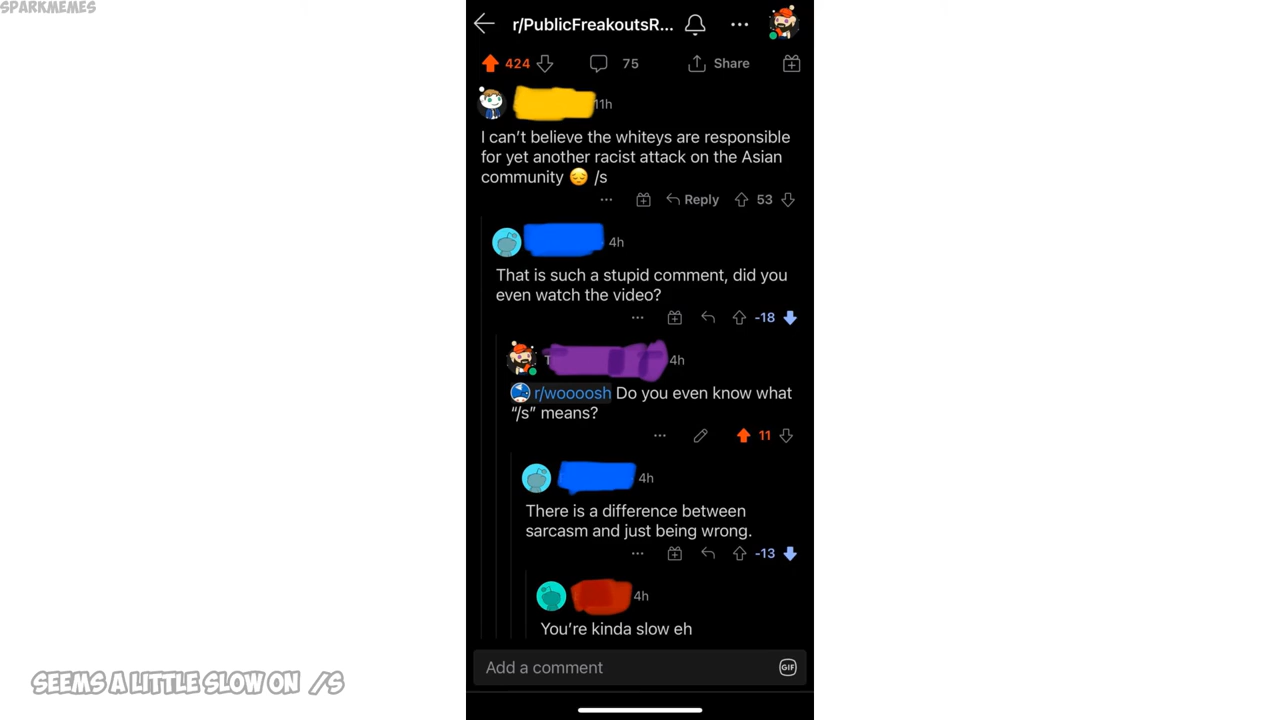 SPARKMEMES
r/PublicFreakoutsR...
424
75
Share
11h
I can't believe the whiteys are responsible
for yet another racist attack on the Asian
community 😔 /s
Reply
53
4h
That is such a stupid comment, did you
even watch the video?
-18
T
4h
r/woooosh Do you even know what
“/s” means?
11
4h
There is a difference between
sarcasm and just being wrong.
-13
4h
You're kinda slow eh
Add a comment
GIF
SEEMS A LITTLE SLOW ON /S